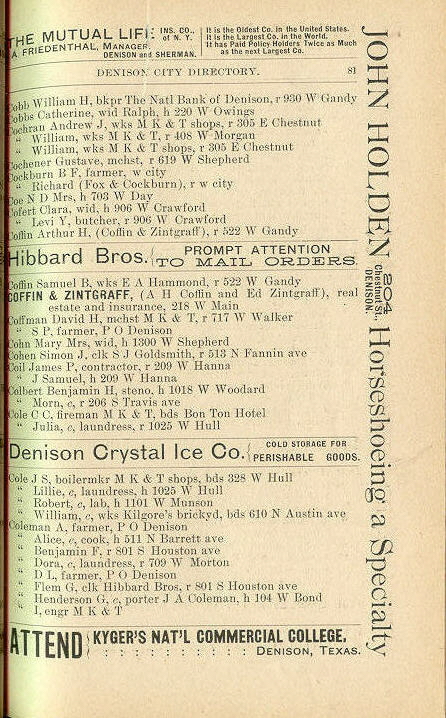 THE MUTUAL LIFE INS. CO., of N. Y.
A FRIEDENTHAL, MANAGER. DENISON and SHERMAN.
It is the Oldest Co. in the United States.
It is the Largest Co. in the World.
It has Paid Policy Holders Twice as Much
as the next Largest Co.
DENISON CITY DIRECTORY. 81
Cobb William H, bkpr The Natl Bank of Denison, r 930 W Gandy
Cobbs Catherine, wid Ralph, h 220 W Owings
Cochran Andrew J, wks M K & T shops, r 305 E Chestnut
“ William, wks M K & T, r 408 W Morgan
“ William, wks M K & T shops, r 305 E Chestnut
Cochener Gustave, mchst, r 619 W Shepherd
Cockburn B F, farmer, w city
“ Richard (Fox & Cockburn), r w city
Coe N D Mrs, h 703 W Day
Cofert Clara, wid, h 906 W Crawford
“ Levi Y, butcher, r 906 W Crawford
Coffin Arthur H, (Coffin & Zintgraff), r 522 W Gandy
Hibbard Bros. PROMPT ATTENTION
TO MAIL ORDERS.
Coffin Samuel B, wks E A Hammond, r 522 W Gandy
COFFIN & ZINTGRAFF, (A H Coffin and Ed Zintgraff), real
estate and insurance, 218 W Main
Coffman David H, mchst M K & T, r 717 W Walker
“ S P, farmer, P O Denison
Cohn Mary Mrs, wid, h 1300 W Shepherd
Cohen Simon J, clk S J Goldsmith, r 513 N Fannin ave
Coil James P, contractor, r 209 W Hanna
“ J Samuel, h 209 W Hanna
Colbert Benjamin H, steno, h 1018 W Woodard
“ Morn, c, r 206 S Travis ave
Cole C C, fireman M K & T, bds Bon Ton Hotel
“ Julia, c, laundress, r 1025 W Hull
Denison Crystal Ice Co. COLD STORAGE FOR
PERISHABLE GOODS.
Cole J S, boilermkr M K & T shops, bds 328 W Hull
“ Lillie, c, laundress, h 1025 W Hull
“ Robert, c, lab, h 1101 W Munson
“ William, c, wks Kilgore's brickyd, bds 610 N Austin ave
Coleman A, farmer, P O Denison
“ Alice, c, cook, h 511 N Barrett ave
“ Benjamin F, r 801 S Houston ave
“ Dora, c, laundress, r 709 W Morton
“ D L, farmer, P O Denison
“ Flem G, clk Hibbard Bros, r 801 S Houston ave
“ Henderson G, c, porter J A Coleman, h 104 W Bond
“ I, engr M K & T
ATTEND KYGER'S NAT'L COMMERCIAL COLLEGE.
: : : : : : : : : : DENISON, TEXAS.
JOHN HOLDEN 204 Chestnut St., DENISON. Horseshoeing a Specialty